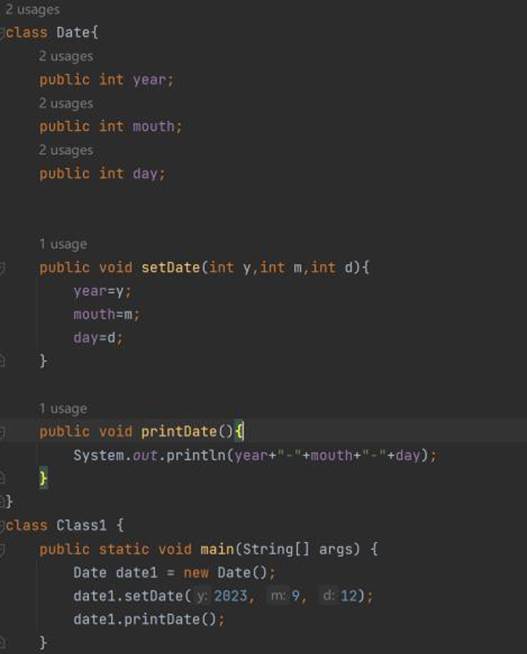 2 usages
class Date{
2 usages
public int year;
2 usages
public int mouth;
2 usages
public int day;
1 usage
public void setDate(int y,int m,int d){
year=y;
mouth=m;
day=d;
}
1 usage
public void printDate(){
System.out.println(year+"-"+mouth+"-"+day);
}
}
class Class1 {
public static void main(String[] args) {
Date date1 = new Date();
date1.setDate( y: 2023, m: 9, d: 12);
date1.printDate();
}